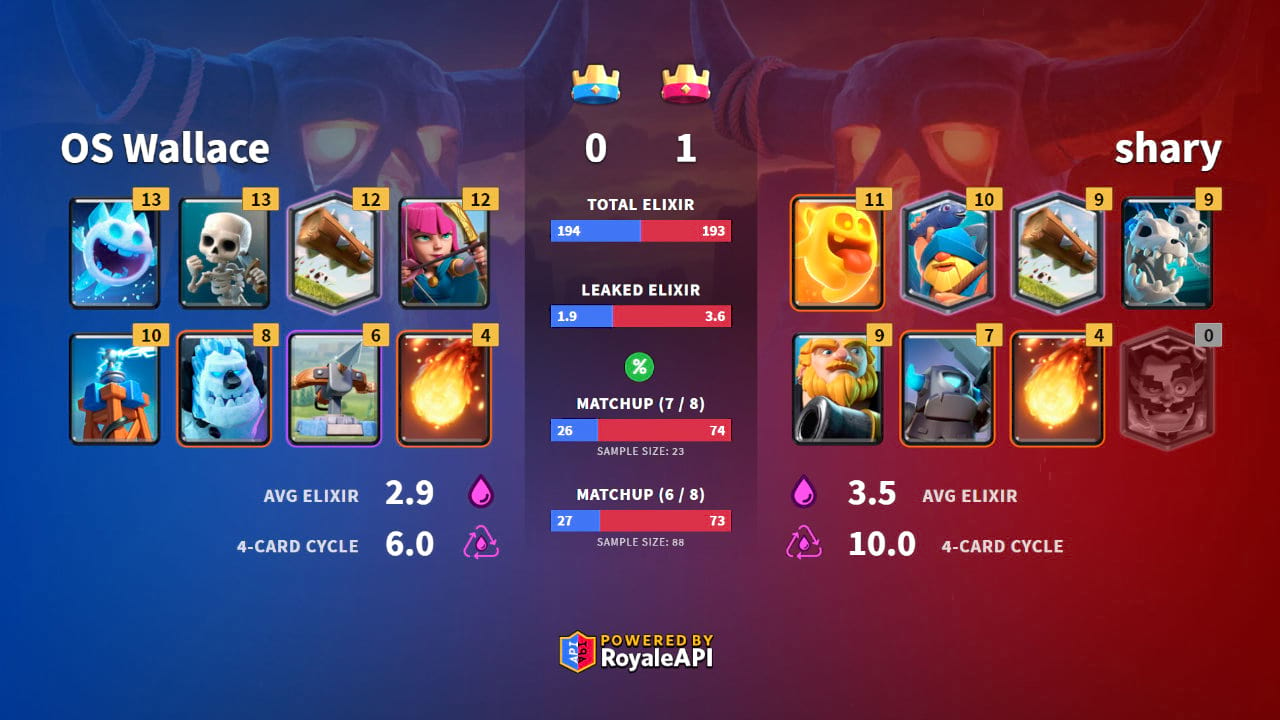 OS Wallace
0 1
shary
13 13 12 12
10 8 6 4
AVG ELIXIR 2.9
4-CARD CYCLE 6.0
TOTAL ELIXIR
194 193
LEAKED ELIXIR
1.9 3.6
%
MATCHUP (7 / 8)
26 74
SAMPLE SIZE: 23
MATCHUP (6 / 8)
27 73
SAMPLE SIZE: 88
11 10 9 9
9 7 4 0
3.5 AVG ELIXIR
10.0 4-CARD CYCLE
API
API
POWERED BY
RoyaleAPI